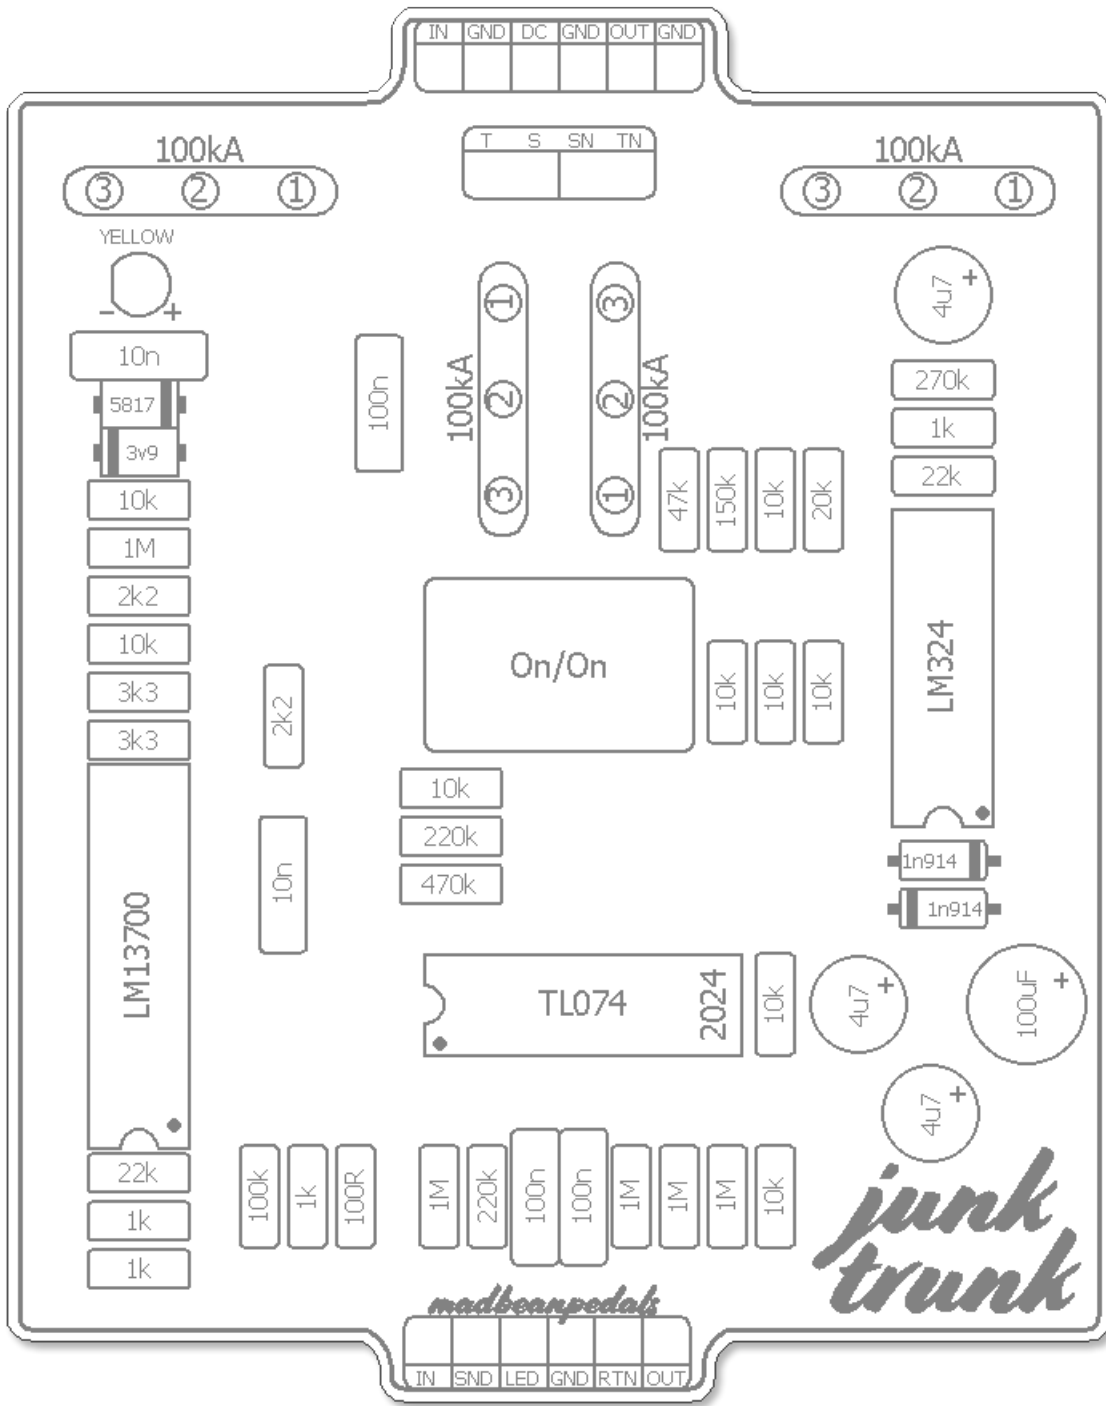 IN GND DC GND OUT GND
T S SN TN
100kA
3 2 1
100kA
3 2 1
YELLOW
- +
10n
5817
3v9
10k
1M
2k2
10k
3k3
3k3
LM13700
22k
1k
1k
100n
2k2
10n
1
2
3
100kA
3
2
1
100kA
47k
150k
10k
20k
On/On
10k
10k
10k
10k
220k
470k
TL074 2024
10k
4u7 +
270k
1k
22k
LM324
1n914
1n914
4u7 +
100uF +
4u7 +
100k
1k
100R
1M
220k
100n
100n
1M
1M
1M
10k
junk
trunk
madbeanpedals
IN SND LED GND RTN OUT